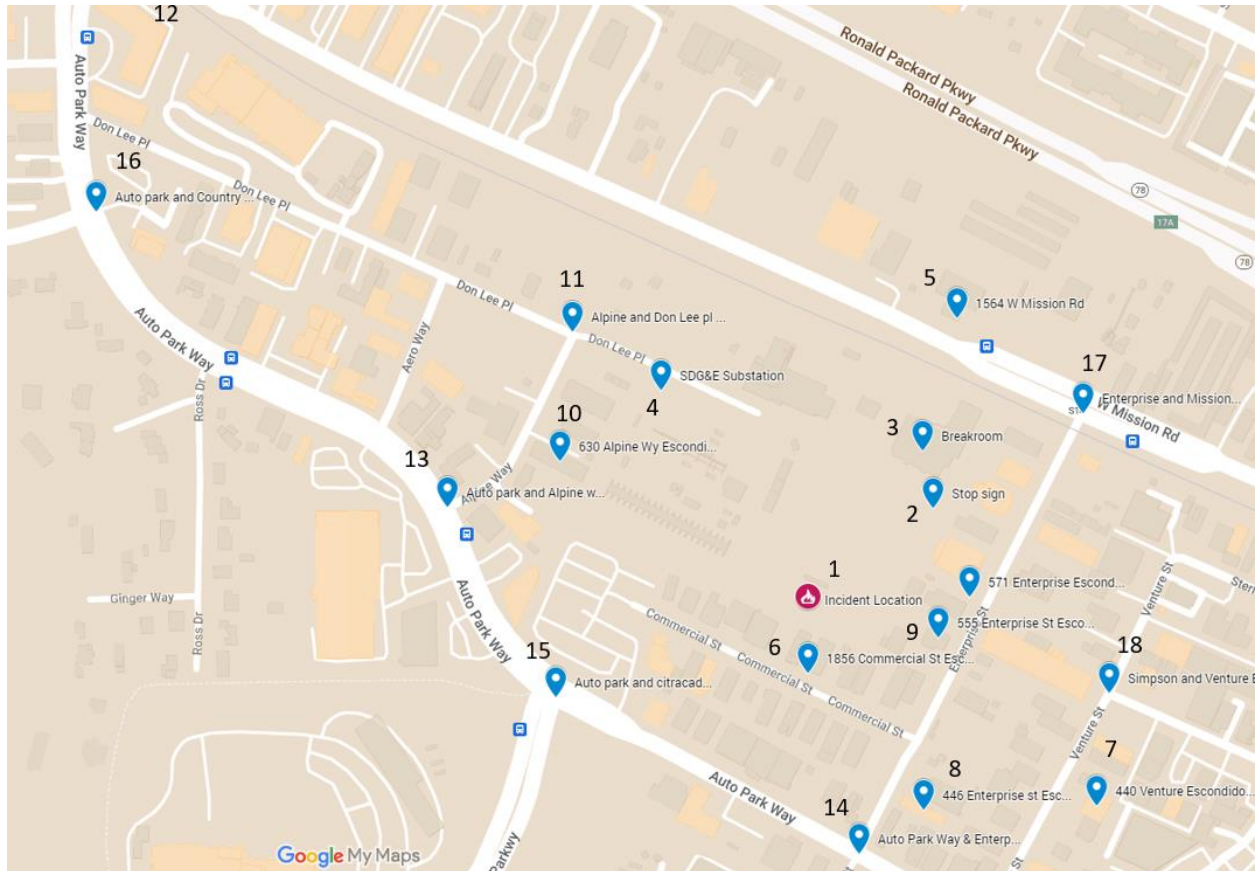 12
Ronald Packard Pkwy
Ronald Packard Pkwy
Auto Park Way
Don Lee Pl
16
Auto park and Country ...
Don Lee Pl
78
17A
78
11
5
Don Lee Pl
Alpine and Don Lee pl ...
1564 W Mission Rd
Auto Park Way
Aero Way
Don Lee Pl
SDG&E Substation
17
Ross Dr
4
Enterprise and Mission...
W Mission Rd
10
3
630 Alpine Wy Escondi...
Breakroom
13
Auto park and Alpine w...
Alpine Way
Stop sign
2
1
Incident Location
571 Enterprise Escond...
Venture St
Ginger Way
Ross Dr
Auto Park Way
Commercial St
555 Enterprise St Esco...
9
Enterprise St
6
1856 Commercial St Esc...
Commercial St
15
18
Auto park and citracad...
Simpson and Venture
Commercial St
Venture St
7
8
Auto Park Way
446 Enterprise st Esc...
440 Venture Escondido...
14
Auto Park Way & Enterp...
Parkwy
St
St
Google My Maps